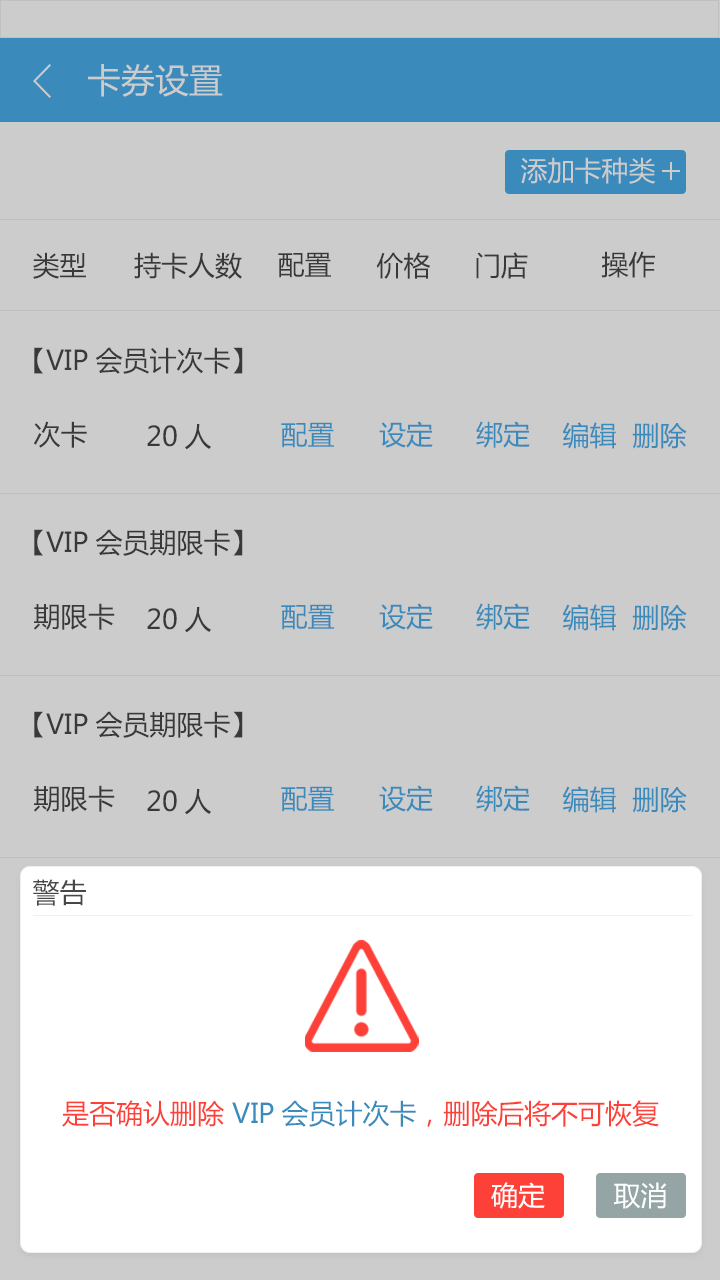 卡券设置
添加卡种类+
类型 持卡人数 配置 价格 门店 操作
【VIP 会员计次卡】
次卡 20 人 配置 设定 绑定 编辑 删除
【VIP 会员期限卡】
期限卡 20 人 配置 设定 绑定 编辑 删除
【VIP 会员期限卡】
期限卡 20 人 配置 设定 绑定 编辑 删除
警告
是否确认删除 VIP 会员计次卡，删除后将不可恢复
确定 取消